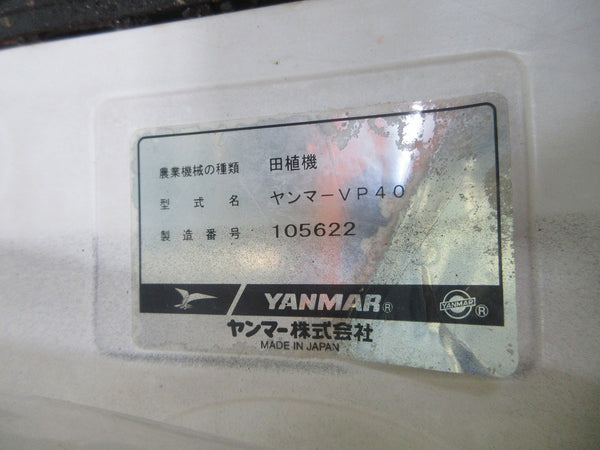 農業機械の種類 田植機
型式名 ヤンマーVP40
製造番号 105622
YANMAR®
YANMAR ®
ヤンマー株式会社
MADE IN JAPAN